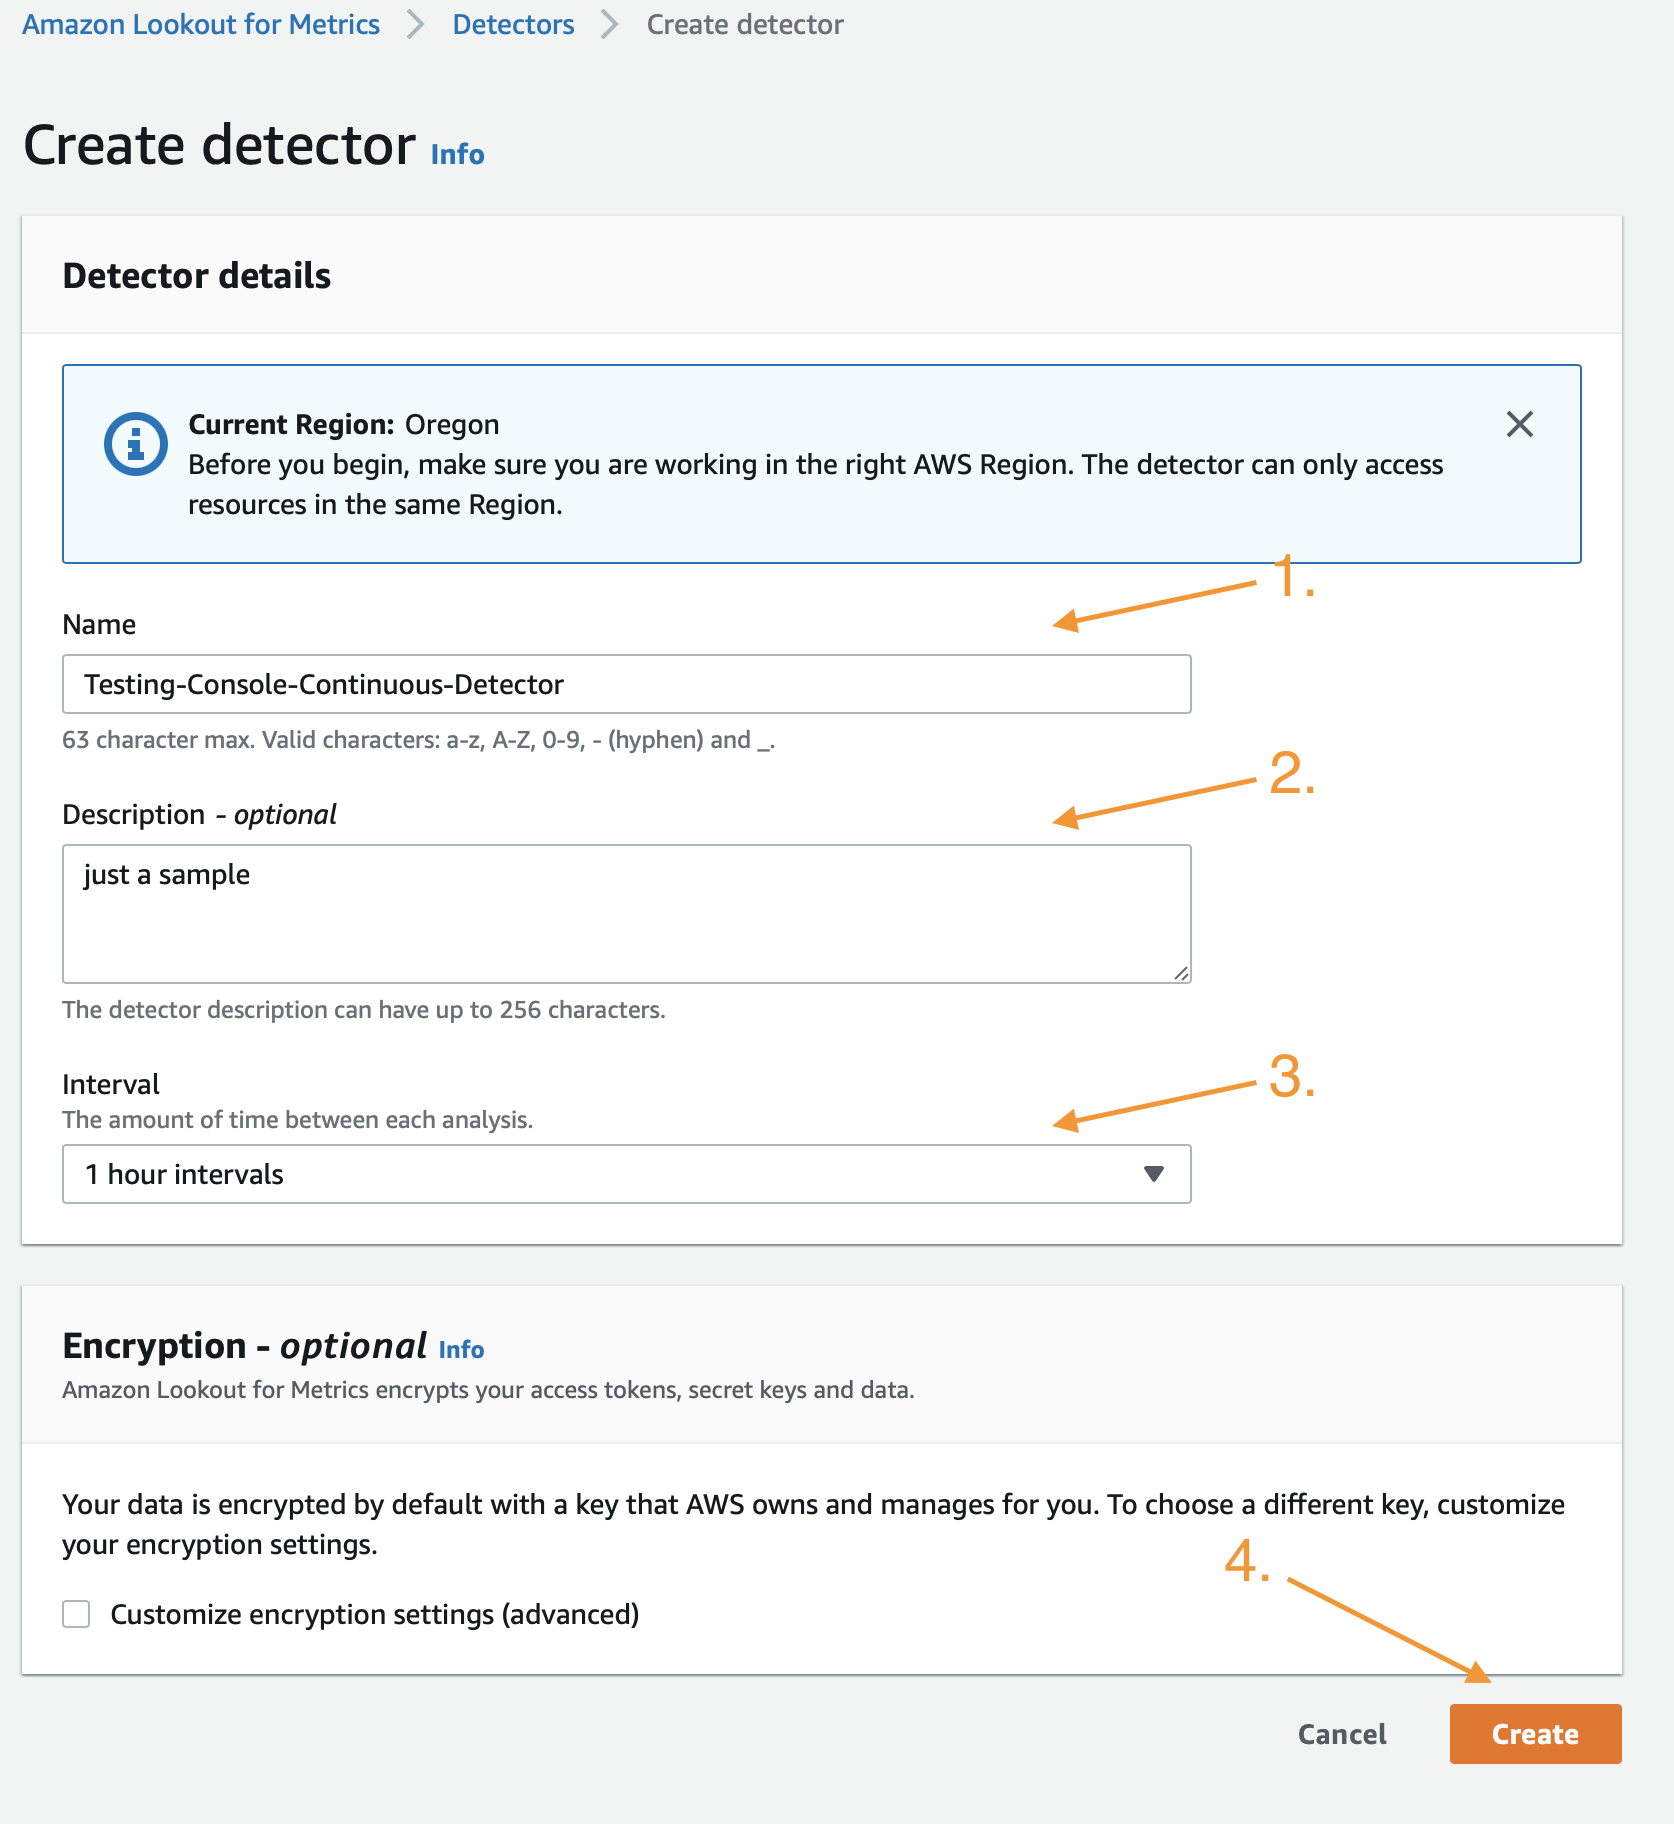 Amazon Lookout for Metrics > Detectors > Create detector
Create detector Info
Detector details
Current Region: Oregon
Before you begin, make sure you are working in the right AWS Region. The detector can only access
resources in the same Region.
1.
Name
Testing-Console-Continuous-Detector
63 character max. Valid characters: a-z, A-Z, 0-9, - (hyphen) and _.
2.
Description - optional
just a sample
The detector description can have up to 256 characters.
3.
Interval
The amount of time between each analysis.
1 hour intervals
Encryption - optional Info
Amazon Lookout for Metrics encrypts your access tokens, secret keys and data.
Your data is encrypted by default with a key that AWS owns and manages for you. To choose a different key, customize
your encryption settings.
4.
Customize encryption settings (advanced)
Cancel Create